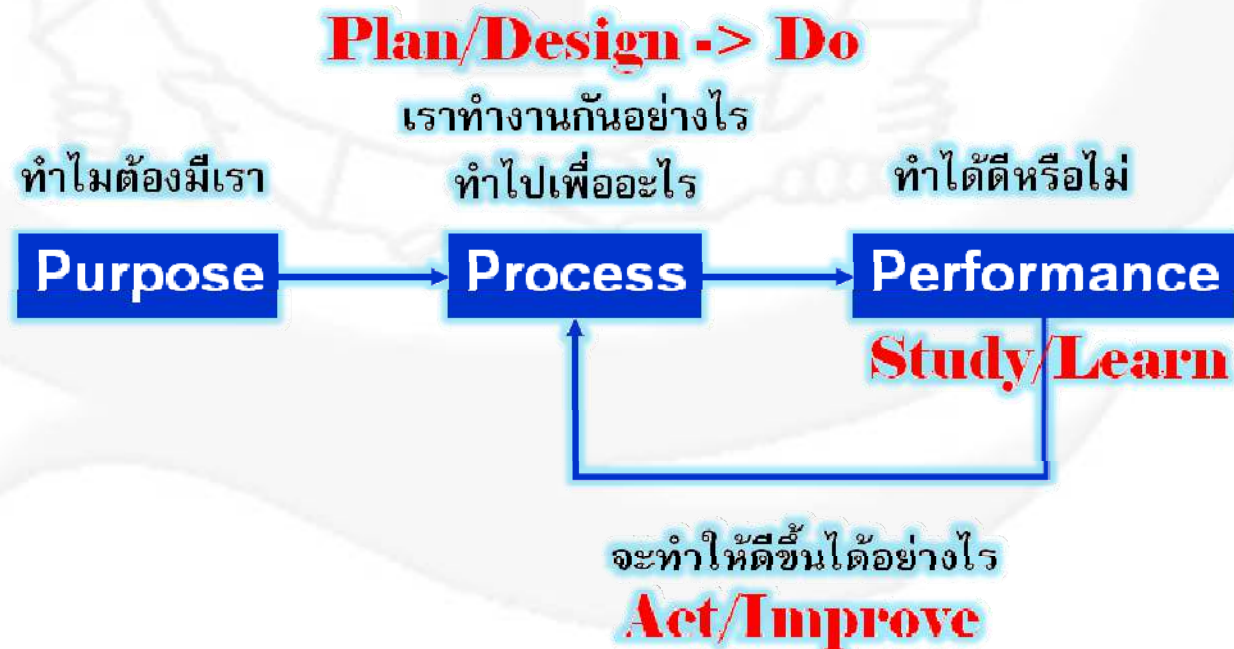 Plan/Design -> Do
เราทำงานกันอย่างไร
ทำไมต้องมีเรา
ทำไปเพื่ออะไร
ทำได้ดีหรือไม่
Purpose
Process
Performance
Study/Learn
จะทำให้ดีขึ้นได้อย่างไร
Act/Improve